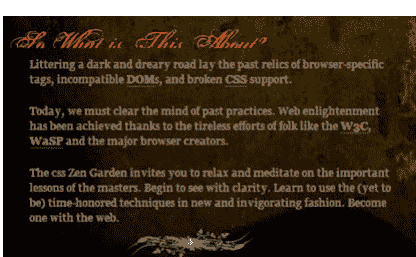 So What is This About?
Littering a dark and dreary road lay the past relics of browser-specific
tags, incompatible DOMs, and broken CSS support.
Today, we must clear the mind of past practices. Web enlightenment
has been achieved thanks to the tireless efforts of folk like the W3C,
WaSP and the major browser creators.
The css Zen Garden invites you to relax and meditate on the important
lessons of the masters. Begin to see with clarity. Learn to use the (yet to
be) time-honored techniques in new and invigorating fashion. Become
one with the web.